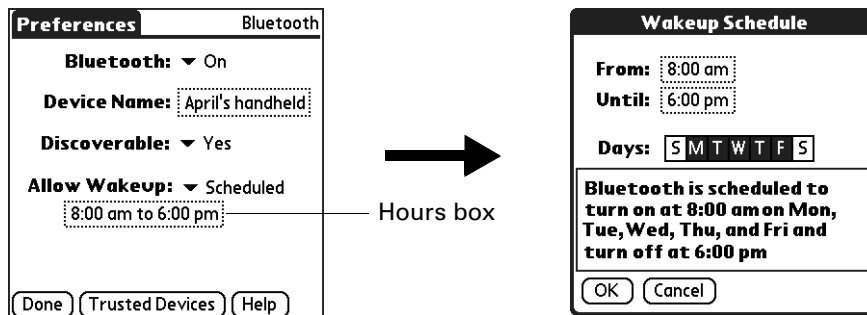 Preferences Bluetooth
Bluetooth: On
Device Name: April's handheld
Discoverable: Yes
Allow Wakeup: Scheduled
8:00 am to 6:00 pm
Done Trusted Devices Help
Hours box
Wakeup Schedule
From: 8:00 am
Until: 6:00 pm
Days: S M T W T F S
Bluetooth is scheduled to
turn on at 8:00 am on Mon,
Tue, Wed, Thu, and Fri and
turn off at 6:00 pm
OK Cancel